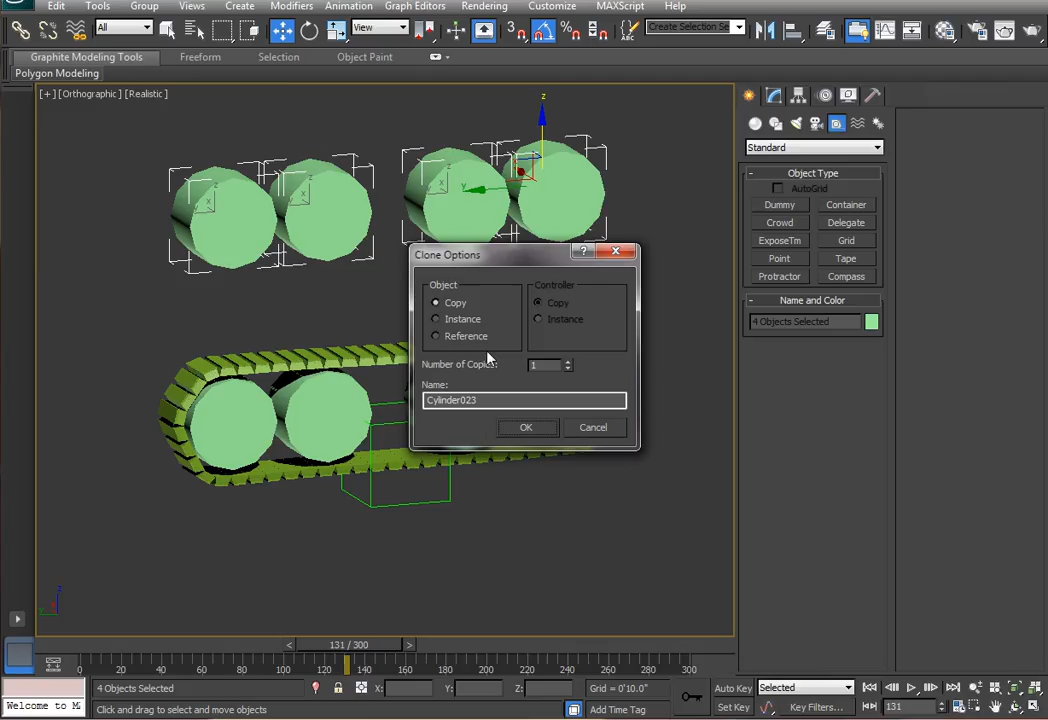 Edit Tools Group Views Create Modifiers Animation Graph Editors Rendering Customize MAXScript Help
All View 3 Create Selection Se
Graphite Modeling Tools Freeform Selection Object Paint
Polygon Modeling
[+] [Orthographic] [Realistic]
z
z
x
z
x
x
x
y
Standard
- Object Type
AutoGrid
Dummy Container
Crowd Delegate
ExposeTm Grid
Point Tape
Protractor Compass
- Name and Color
4 Objects Selected
Clone Options ?
Object Controller
Copy Copy
Instance Instance
Reference
Number of Copies: 1
Name:
Cylinder023
OK Cancel
z
y
< 131 / 300 >
0 20 40 60 80 100 120 140 160 180 200 220 240 260 280 300
4 Objects Selected X: Y: Z: Grid = 0'10.0" Auto Key Selected
Welcome to M Click and drag to select and move objects Add Time Tag Set Key Key Filters... 131